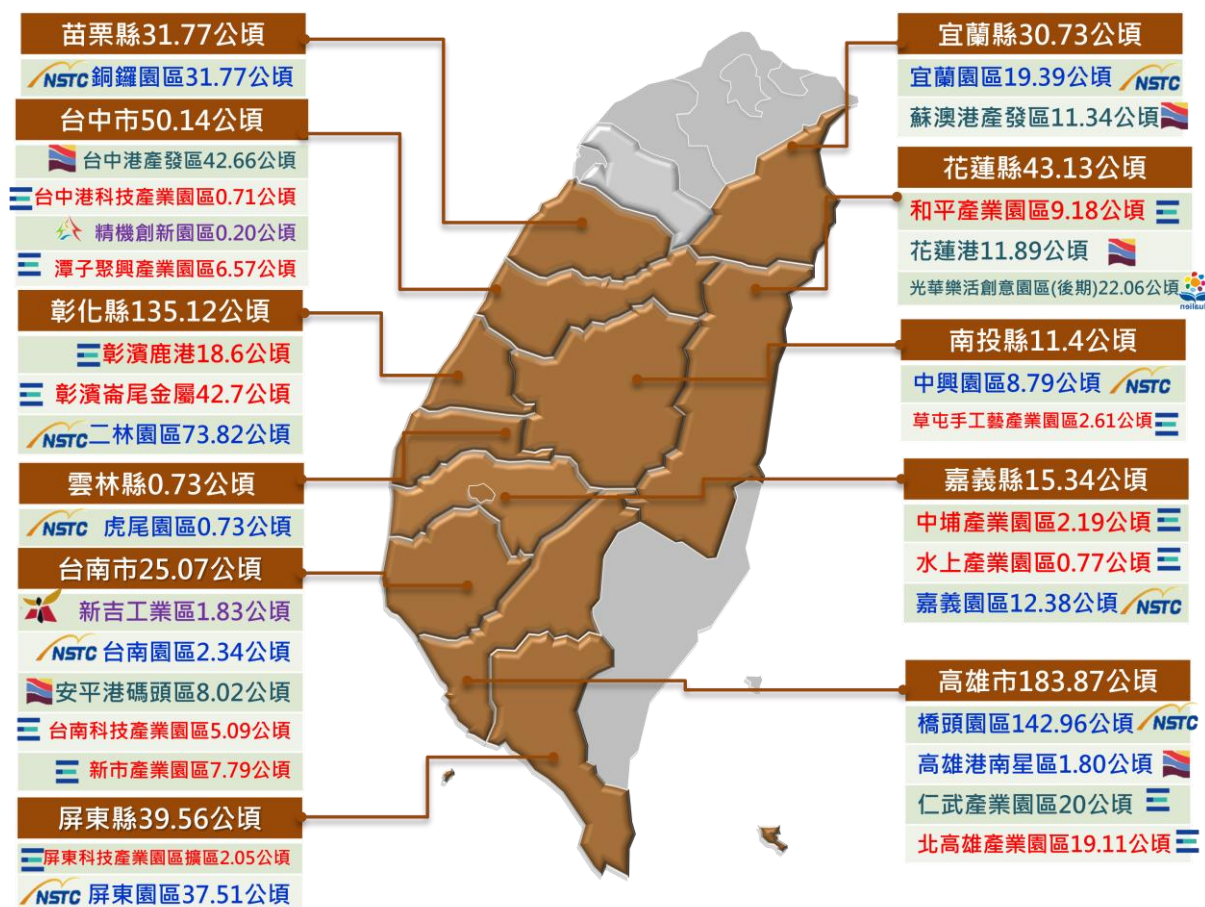 苗栗縣31.77公頃
NSTC 銅鑼園區31.77公頃
台中市50.14公頃
台中港產發區42.66公頃
台中港科技產業園區0.71公頃
精機創新園區0.20公頃
潭子聚興產業園區6.57公頃
彰化縣135.12公頃
彰濱鹿港18.6公頃
彰濱崙尾金屬42.7公頃
NSTC 二林園區73.82公頃
雲林縣0.73公頃
NSTC 虎尾園區0.73公頃
台南市25.07公頃
新吉工業區1.83公頃
NSTC 台南園區2.34公頃
安平港碼頭區8.02公頃
台南科技產業園區5.09公頃
新市產業園區7.79公頃
屏東縣39.56公頃
屏東科技產業園區擴區2.05公頃
NSTC 屏東園區37.51公頃
宜蘭縣30.73公頃
宜蘭園區19.39公頃 NSTC
蘇澳港產發區11.34公頃
花蓮縣43.13公頃
和平產業園區9.18公頃
花蓮港11.89公頃
光華樂活創意園區(後期)22.06公頃
南投縣11.4公頃
中興園區8.79公頃 NSTC
草屯手工藝產業園區2.61公頃
嘉義縣15.34公頃
中埔產業園區2.19公頃
水上產業園區0.77公頃
嘉義園區12.38公頃 NSTC
高雄市183.87公頃
橋頭園區142.96公頃 NSTC
高雄港南星區1.80公頃
仁武產業園區20公頃
北高雄產業園區19.11公頃